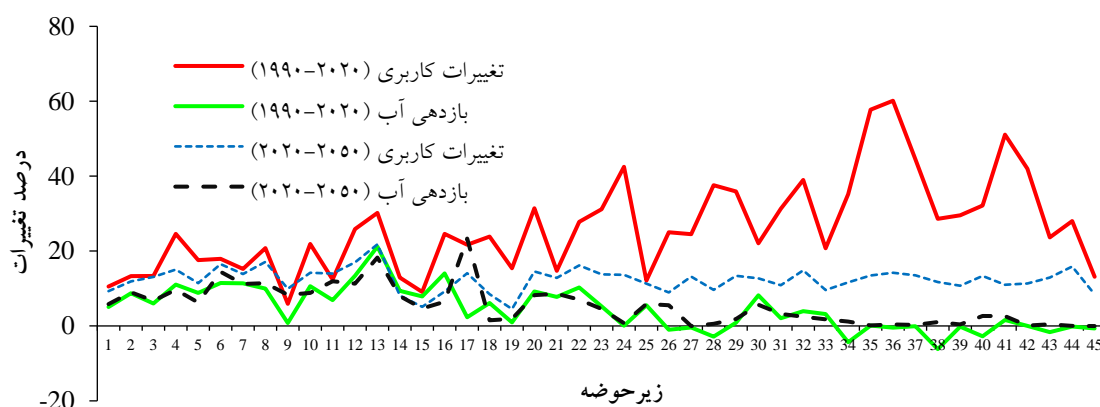 80
60
40
20
0
-20
درصد تغییرات
تغییرات کاربری (۱۹۹۰-۲۰۲۰)
بازدهی آب (۱۹۹۰-۲۰۲۰)
تغییرات کاربری (۲۰۲۰-۲۰۵۰)
بازدهی آب (۲۰۲۰-۲۰۵۰)
1 2 3 4 5 6 7 8 9 10 11 12 13 14 15 16 17 18 19 20 21 22 23 24 25 26 27 28 29 30 31 32 33 34 35 36 37 38 39 40 41 42 43 44 45
زیرحوضه